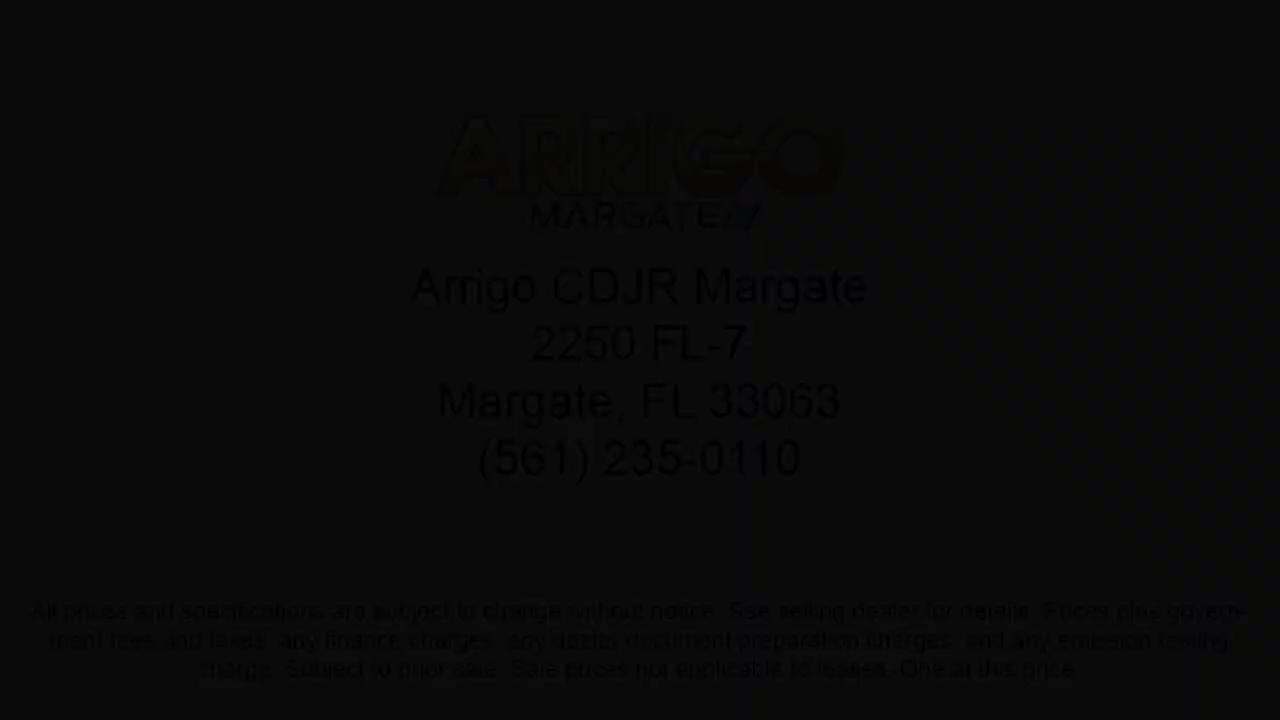 ARRIGO
MARGATE
Arrigo CDJR Margate
2250 FL-7
Margate, FL 33063
(561) 235-0110
All prices and specifications are subject to change without notice. See selling dealer for details. Prices plus govern-
ment fees and taxes, any finance charges, any dealer document preparation charges, and any emission testing
charge. Subject to prior sale. Sale prices not applicable to leases. One at this price.